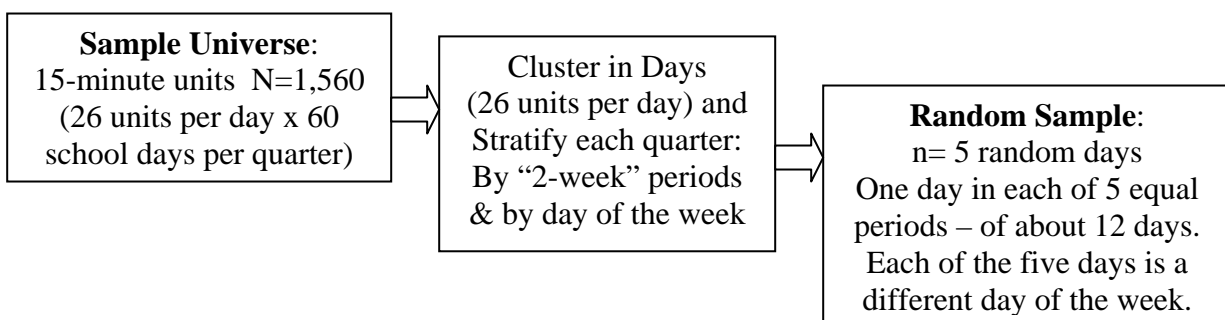 Sample Universe:
15-minute units  N=1,560
(26 units per day x 60
school days per quarter)
Cluster in Days
(26 units per day) and
Stratify each quarter:
By “2-week” periods
& by day of the week
Random Sample:
n= 5 random days
One day in each of 5 equal
periods – of about 12 days.
Each of the five days is a
different day of the week.